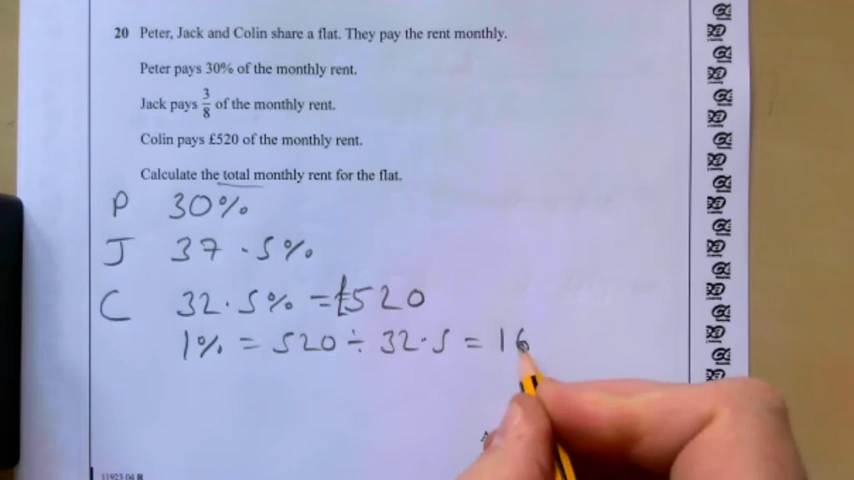 20 Peter, Jack and Colin share a flat. They pay the rent monthly.
Peter pays 30% of the monthly rent.
Jack pays 3/8 of the monthly rent.
Colin pays £520 of the monthly rent.
Calculate the total monthly rent for the flat.
P 30%
J 37·5%
C 32·5% = £520
1% = 520 ÷ 32·5 = 16
11923.04 R